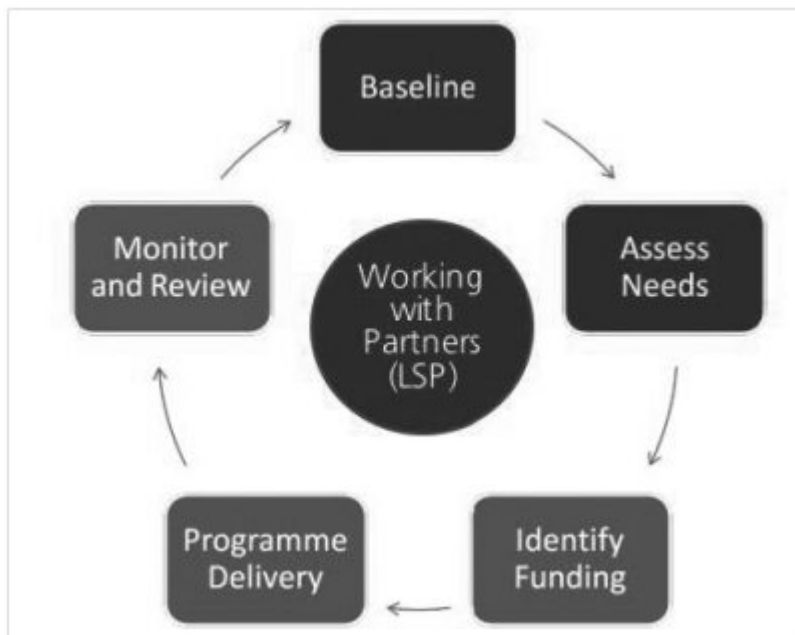 Baseline
Assess
Needs
Identify
Funding
Programme
Delivery
Monitor
and Review
Working
with
Partners
(LSP)